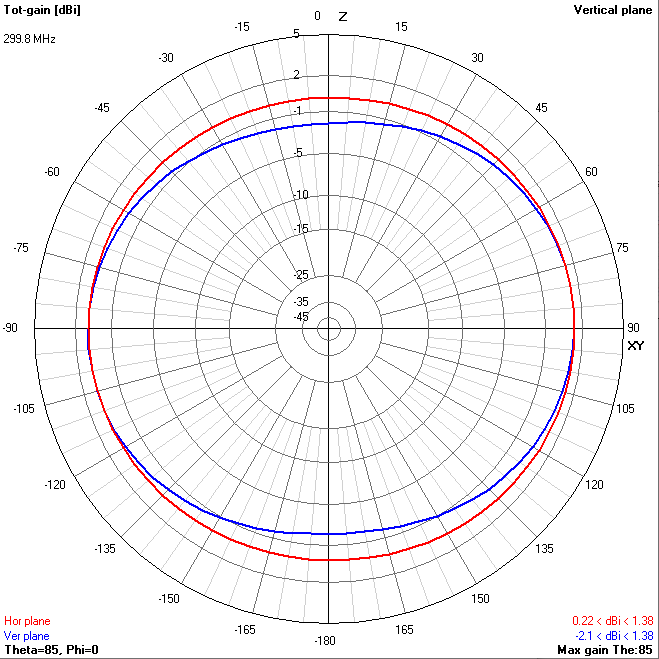 Tot-gain [dBi] 0 Z Vertical plane
-15 15
299.8 MHz 5
-30 30
2
-45 -1 45
-5
-60 60
-10
-15
-75 75
-25
-35
-45
-90 90
XY
-105 105
-120 120
-135 135
-150 150
-165 165
-180
Hor plane 0.22 < dBi < 1.38
Ver plane -2.1 < dBi < 1.38
Theta=85, Phi=0 Max gain The:85